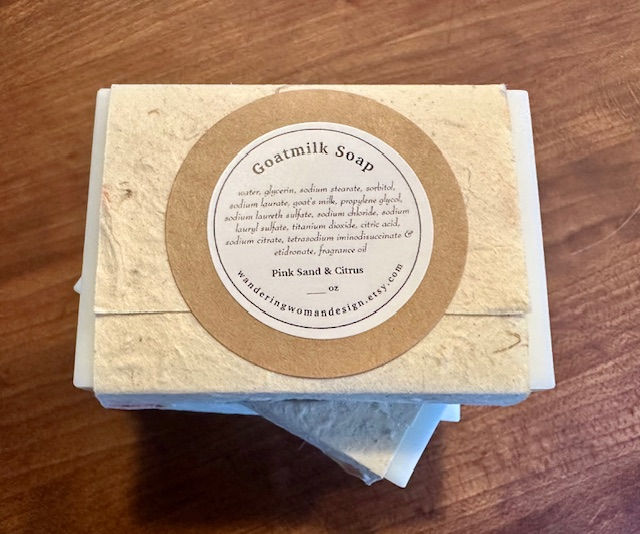 Goatmilk Soap
water, glycerin, sodium stearate, sorbitol,
sodium laurate, goat's milk, propylene glycol,
sodium laureth sulfate, sodium chloride, sodium
lauryl sulfate, titanium dioxide, citric acid,
sodium citrate, tetrasodium iminodisuccinate &
etidronate, fragrance oil
Pink Sand & Citrus
___ oz
wanderingwomandesign.etsy.com